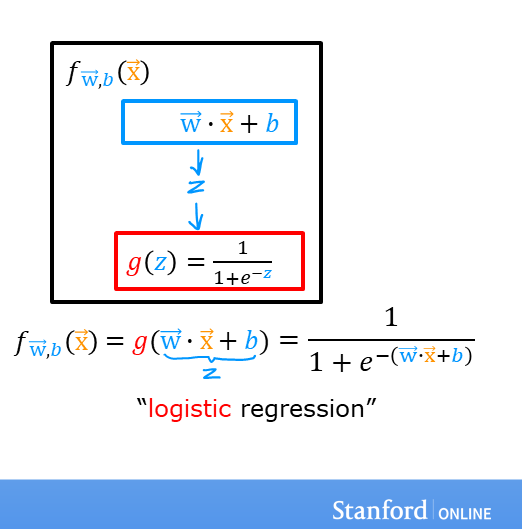 f_{\vec{w},b}(\vec{x})
\vec{w} \cdot \vec{x} + b
z
g(z) = \frac{1}{1+e^{-z}}
f_{\vec{w},b}(\vec{x}) = g(\vec{w} \cdot \vec{x} + b) = \frac{1}{1+e^{-(\vec{w} \cdot \vec{x}+b)}}
z
“logistic regression”
Stanford | ONLINE